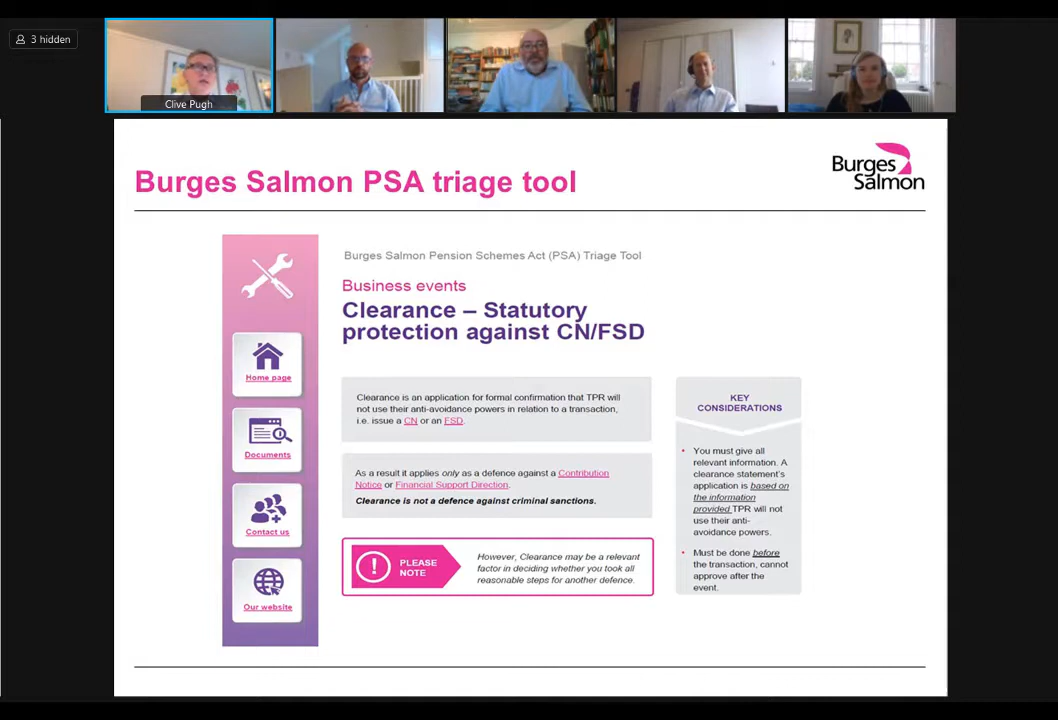 3 hidden
Clive Pugh
Burges Salmon PSA triage tool
Burges
Salmon
Burges Salmon Pension Schemes Act (PSA) Triage Tool
Business events
Clearance – Statutory
protection against CN/FSD
Home page
Documents
Contact us
Our website
Clearance is an application for formal confirmation that TPR will
not use their anti-avoidance powers in relation to a transaction,
i.e. issue a CN or an FSD.
As a result it applies only as a defence against a Contribution
Notice or Financial Support Direction.
Clearance is not a defence against criminal sanctions.
PLEASE
NOTE
However, Clearance may be a relevant
factor in deciding whether you took all
reasonable steps for another defence.
KEY
CONSIDERATIONS
• You must give all
relevant information. A
clearance statement's
application is based on
the information
provided TPR will not
use their anti-
avoidance powers.
• Must be done before
the transaction, cannot
approve after the
event.